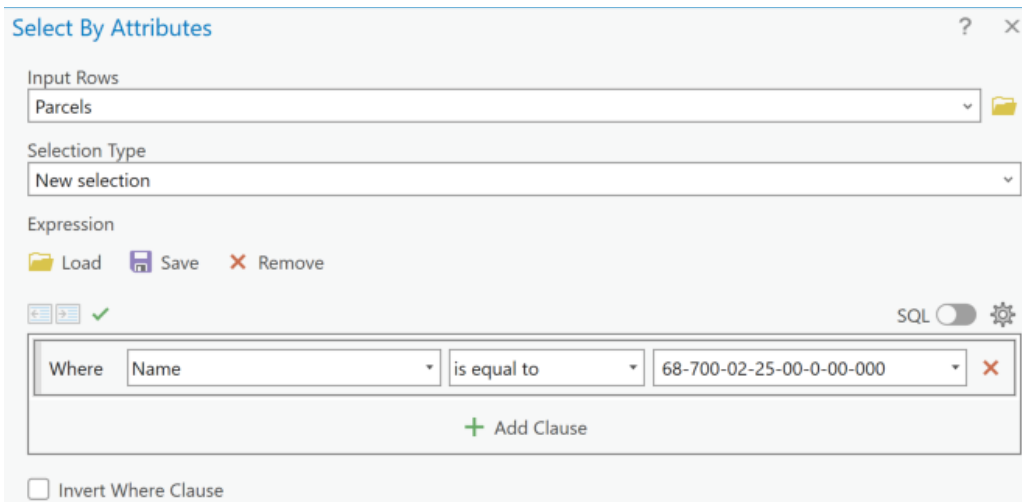 Select By Attributes ? ×
Input Rows
Parcels
Selection Type
New selection
Expression
Load Save Remove
SQL
Where Name is equal to 68-700-02-25-00-0-00-000
+ Add Clause
Invert Where Clause